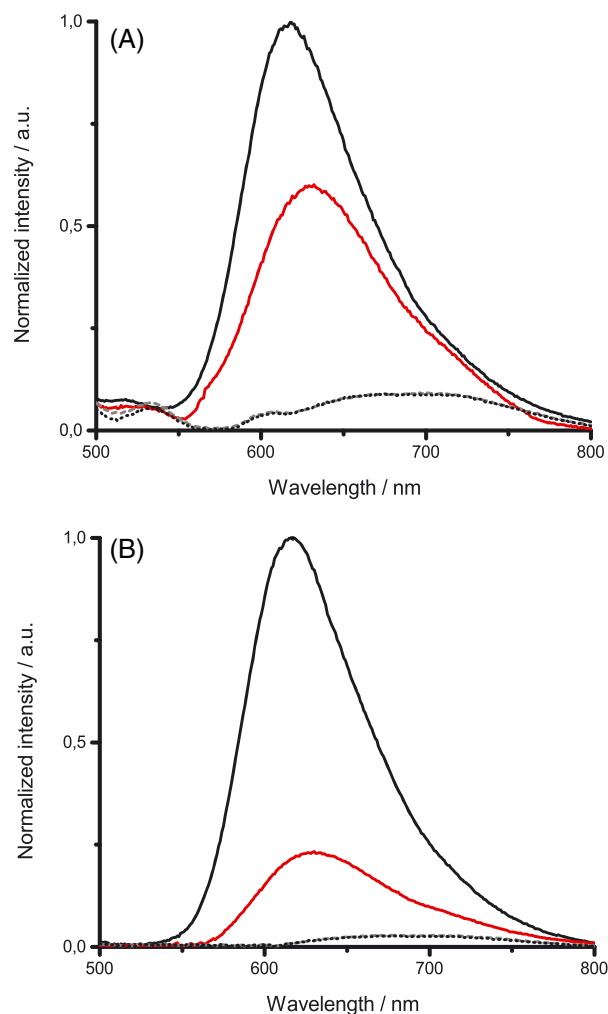 (A)
1,0
0,5
0,0
Normalized intensity / a.u.
500
600
700
800
Wavelength / nm
(B)
1,0
0,5
0,0
Normalized intensity / a.u.
500
600
700
800
Wavelength / nm